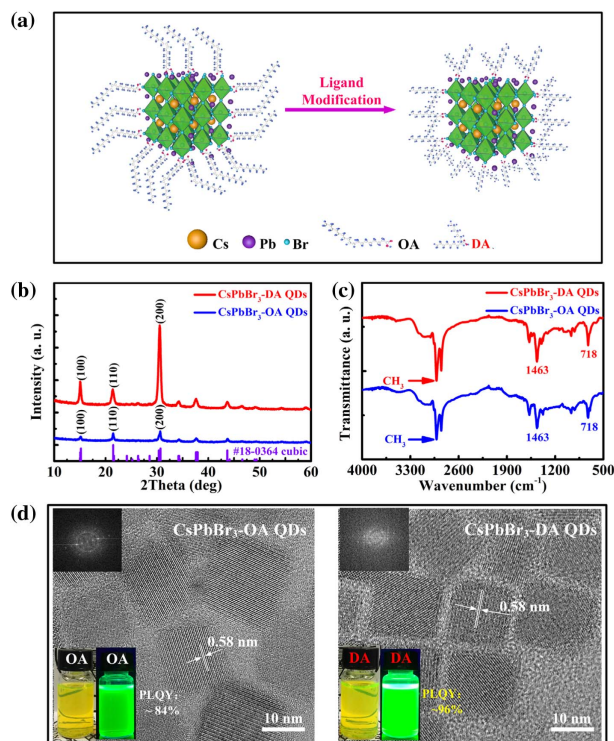 (a)
Ligand
Modification
Cs Pb Br OA DA
(b)
CsPbBr₃-DA QDs
CsPbBr₃-OA QDs
(100)
(110)
(200)
(100)
(110)
(200)
#18-0364 cubic
Intensity (a. u.)
10 20 30 40 50 60
2Theta (deg)
(c)
CsPbBr₃-DA QDs
CsPbBr₃-OA QDs
CH₃
1463
718
CH₃
1463
718
Transmittance (a. u.)
4000 3300 2600 1900 1200 500
Wavenumber (cm⁻¹)
(d)
CsPbBr₃-OA QDs
0.58 nm
OA OA
PLQY:
~ 84%
10 nm
CsPbBr₃-DA QDs
0.58 nm
DA DA
PLQY:
~96%
10 nm